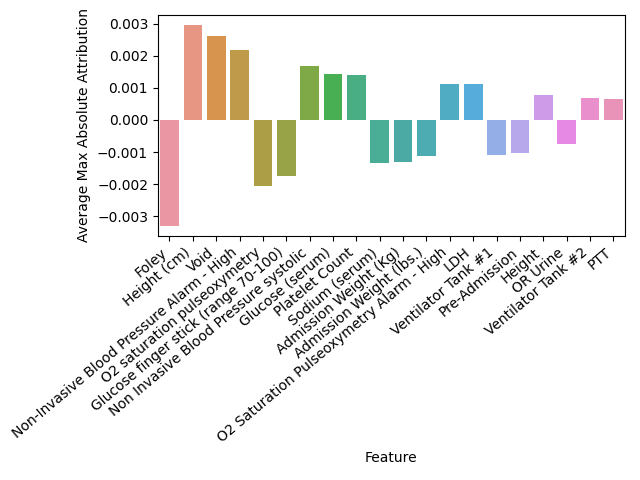 Average Max Absolute Attribution
0.003
0.002
0.001
0.000
−0.001
−0.002
−0.003
Foley
Height (cm)
Void
Non-Invasive Blood Pressure Alarm - High
O2 saturation pulseoxymetry
Glucose finger stick (range 70-100)
Non Invasive Blood Pressure systolic
Glucose (serum)
Platelet Count
Sodium (serum)
Admission Weight (Kg)
Admission Weight (lbs.)
O2 Saturation Pulseoxymetry Alarm - High
LDH
Ventilator Tank #1
Pre-Admission
Height
OR Urine
Ventilator Tank #2
PTT
Feature